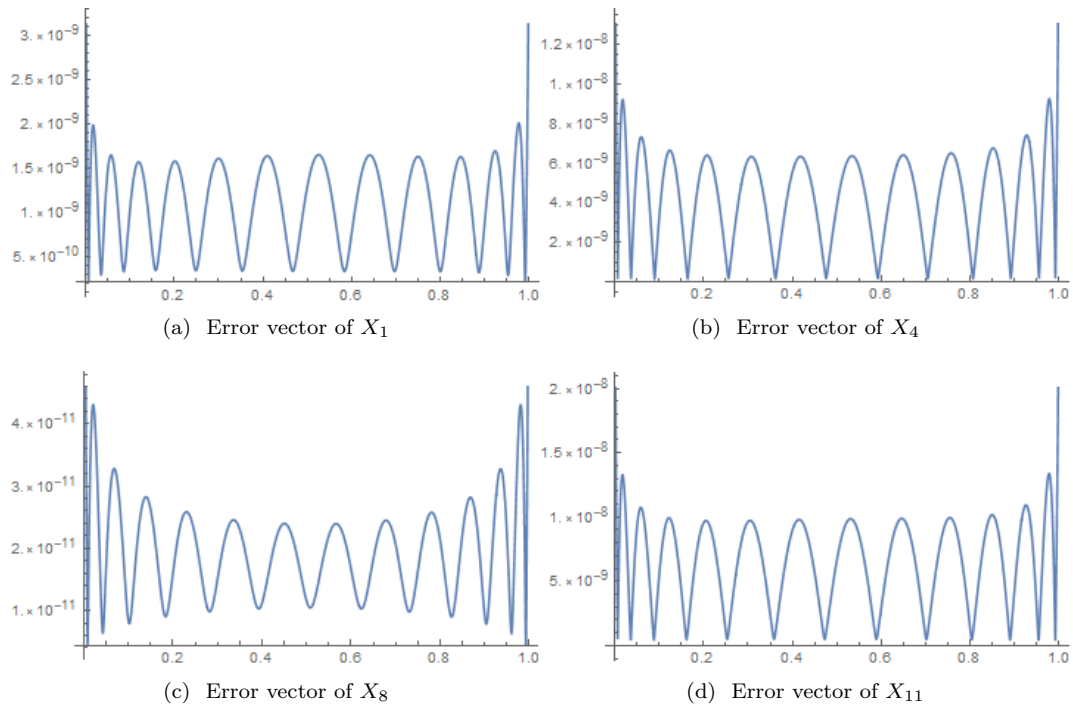 3. × 10⁻⁹
2.5 × 10⁻⁹
2. × 10⁻⁹
1.5 × 10⁻⁹
1. × 10⁻⁹
5. × 10⁻¹⁰
0.2 0.4 0.6 0.8 1.0
(a) Error vector of X₁
1.2 × 10⁻⁸
1. × 10⁻⁸
8. × 10⁻⁹
6. × 10⁻⁹
4. × 10⁻⁹
2. × 10⁻⁹
0.2 0.4 0.6 0.8 1.0
(b) Error vector of X₄
4. × 10⁻¹¹
3. × 10⁻¹¹
2. × 10⁻¹¹
1. × 10⁻¹¹
0.2 0.4 0.6 0.8 1.0
(c) Error vector of X₈
2. × 10⁻⁸
1.5 × 10⁻⁸
1. × 10⁻⁸
5. × 10⁻⁹
0.2 0.4 0.6 0.8 1.0
(d) Error vector of X₁₁